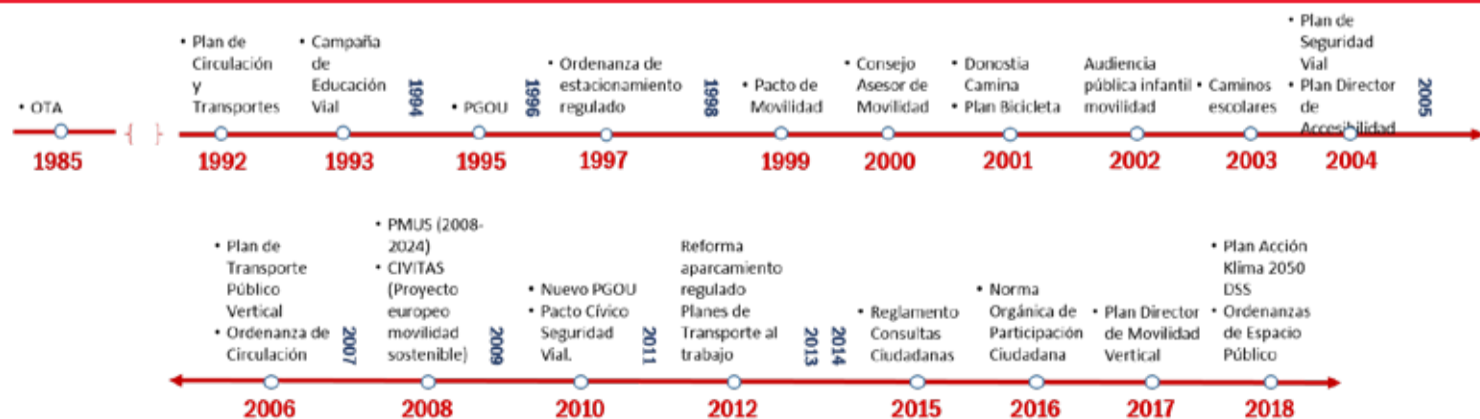 • OTA
1985
• Plan de
Circulación
y
Transportes
1992
• Campaña
de
Educación
Vial
1993
1994
• PGOU
1995
1996
• Ordenanza de
estacionamiento
regulado
1997
1998
• Pacto de
Movilidad
1999
• Consejo
Asesor de
Movilidad
2000
• Donostia
Camina
• Plan Bicicleta
2001
Audiencia
pública infantil
movilidad
2002
• Caminos
escolares
2003
• Plan de
Seguridad
Vial
• Plan Director
de
Accesibilidad
2004
2005
• Plan de
Transporte
Público
Vertical
• Ordenanza de
Circulación
2006
2007
• PMUS (2008-
2024)
• CIVITAS
(Proyecto
europeo
movilidad
sostenible)
2008
2009
• Nuevo PGOU
• Pacto Cívico
Seguridad
Vial.
2010
2011
Reforma
aparcamiento
regulado
Planes de
Transporte al
trabajo
2012
2013
2014
• Reglamento
Consultas
Ciudadanas
2015
• Norma
Orgánica de
Participación
Ciudadana
2016
• Plan Director
de Movilidad
Vertical
2017
• Plan Acción
Klima 2050
DSS
• Ordenanzas
de Espacio
Público
2018